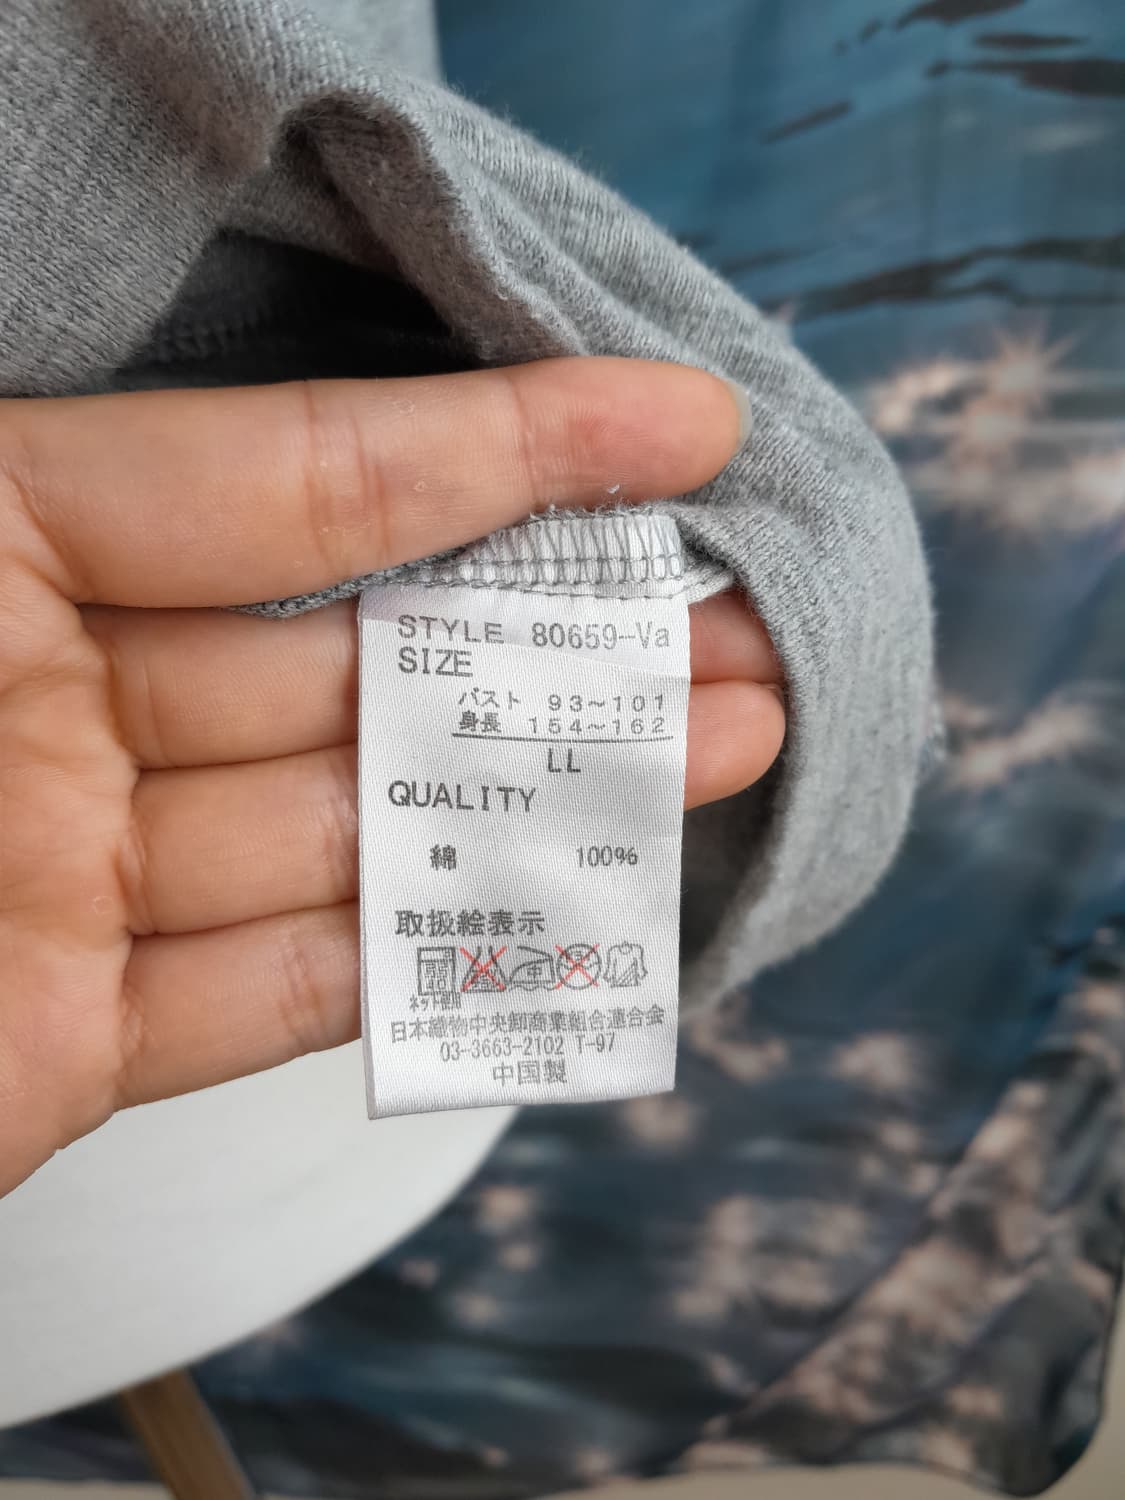 STYLE 80659-Va
SIZE
バスト 93~101
身長 154~162
LL
QUALITY
綿 100%
取扱絵表示
ネット使用
日本織物中央卸商業組合連合会
03-3663-2102 T-97
中国製